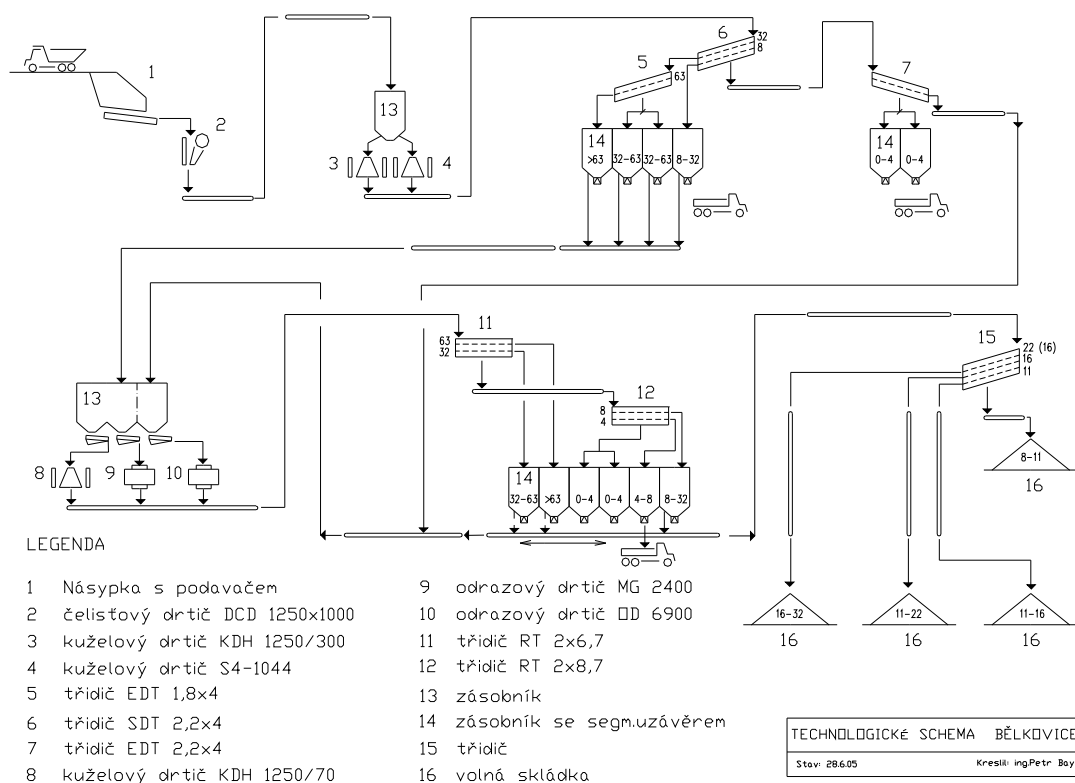 1
2
13
3
4
5
63
6
32
8
7
14
>63
32-63
32-63
8-32
14
0-4
0-4
11
63
32
12
8
4
15
22 (16)
16
11
13
8
9
10
14
32-63
>63
0-4
0-4
4-8
8-32
8-11
16
16-32
16
11-22
16
11-16
16
LEGENDA
1 Násypka s podavačem
2 čelisťový drtič DCD 1250x1000
3 kuželový drtič KDH 1250/300
4 kuželový drtič S4-1044
5 třidič EDT 1,8x4
6 třidič SDT 2,2x4
7 třidič EDT 2,2x4
8 kuželový drtič KDH 1250/70
9 odrazový drtič MG 2400
10 odrazový drtič OD 6900
11 třidič RT 2x6,7
12 třidič RT 2x8,7
13 zásobník
14 zásobník se segm.uzávěrem
15 třidič
16 volná skládka
TECHNOLOGICKÉ SCHEMA BĚLKOVICE
Stav: 28.6.05 Kreslil: ing.Petr Bay